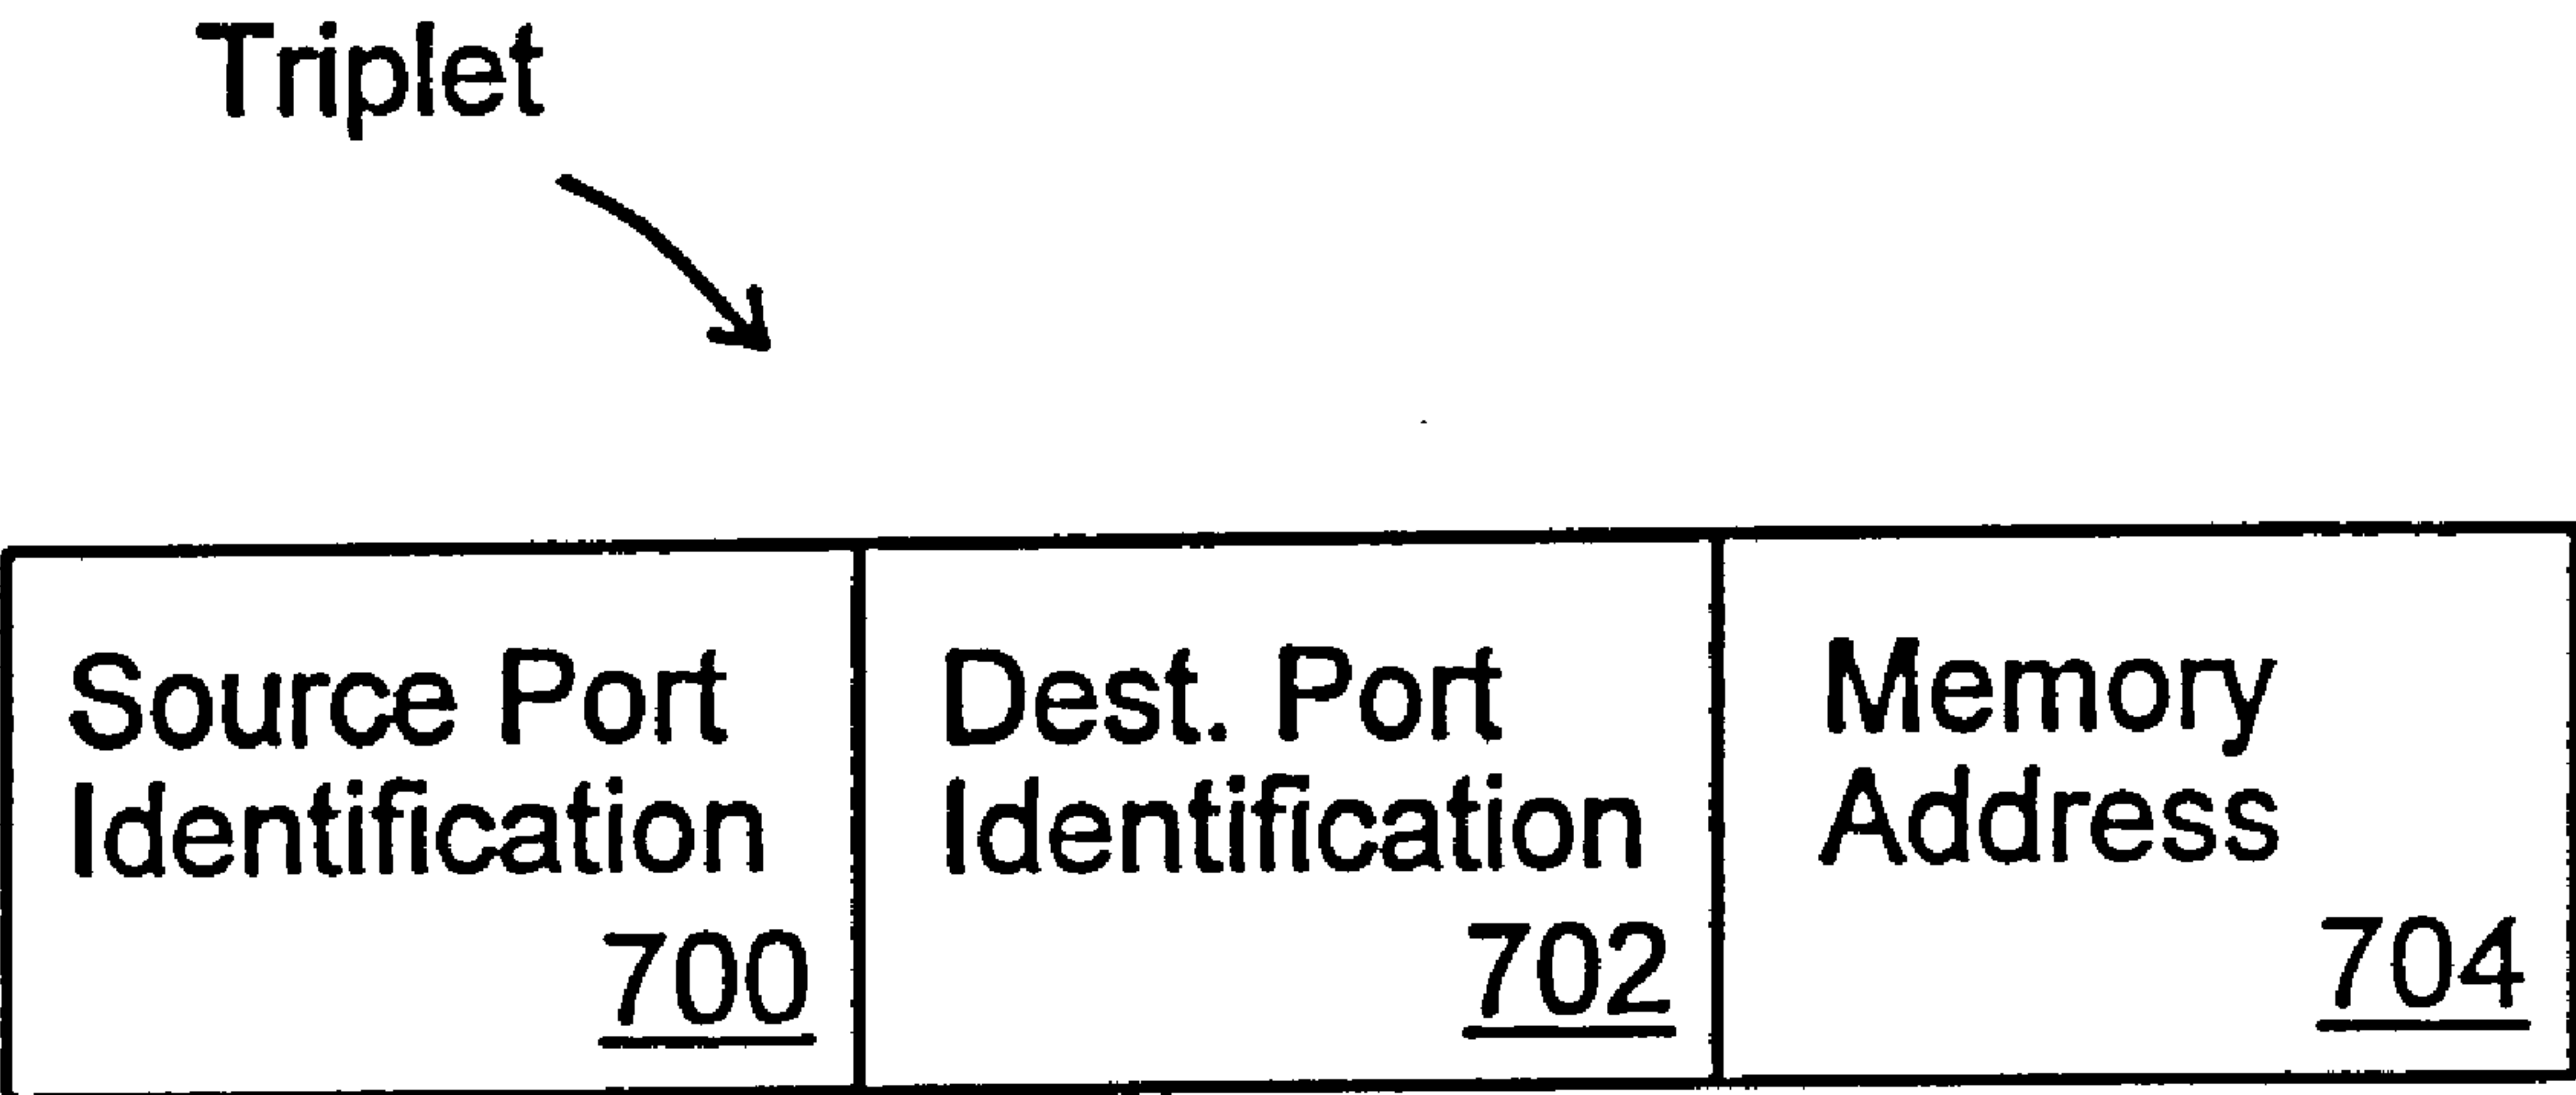 Triplet
Source Port
Identification
700
Dest. Port
Identification
702
Memory
Address
704